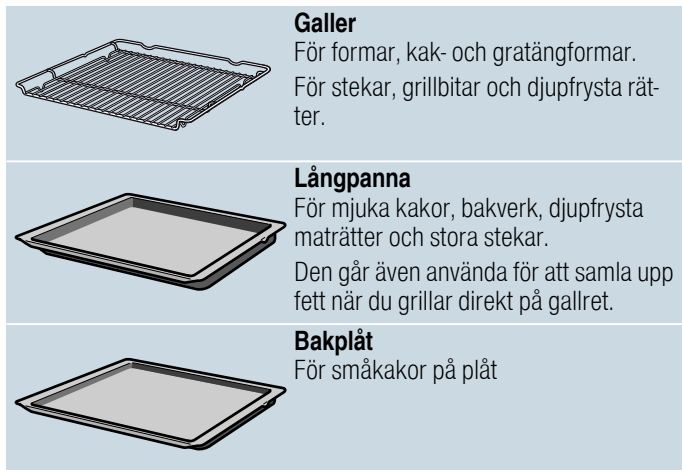 Galler
För formar, kak- och gratängformar.
För stekar, grillbitar och djupfrysta rät-
ter.
Långpanna
För mjuka kakor, bakverk, djupfrysta
maträtter och stora stekar.
Den går även använda för att samla upp
fett när du grillar direkt på gallret.
Bakplåt
För småkakor på plåt